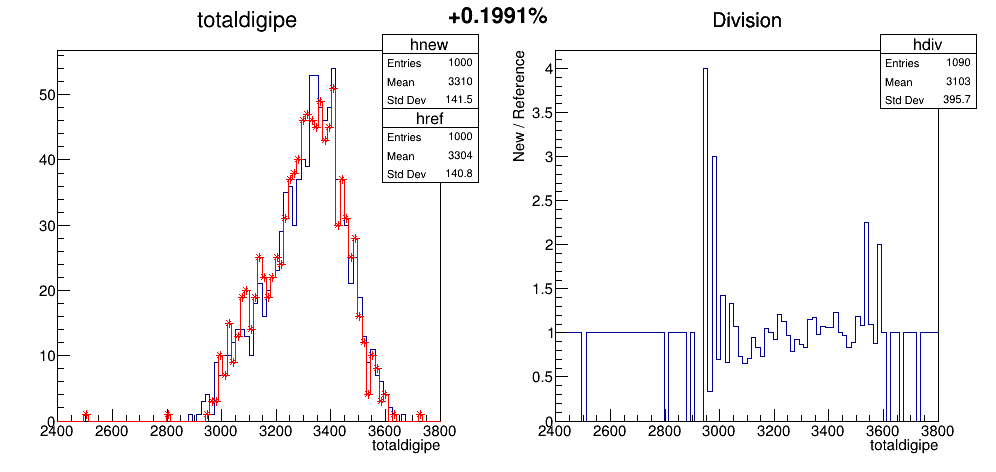 +0.1991%
totaldigipe
hnew
Entries 1000
Mean 3310
Std Dev 141.5
href
Entries 1000
Mean 3304
Std Dev 140.8
50
40
30
20
10
0
2400 2600 2800 3000 3200 3400 3600 3800
totaldigipe
Division
hdiv
Entries 1090
Mean 3103
Std Dev 395.7
New / Reference
4
3.5
3
2.5
2
1.5
1
0.5
0
2400 2600 2800 3000 3200 3400 3600 3800
totaldigipe